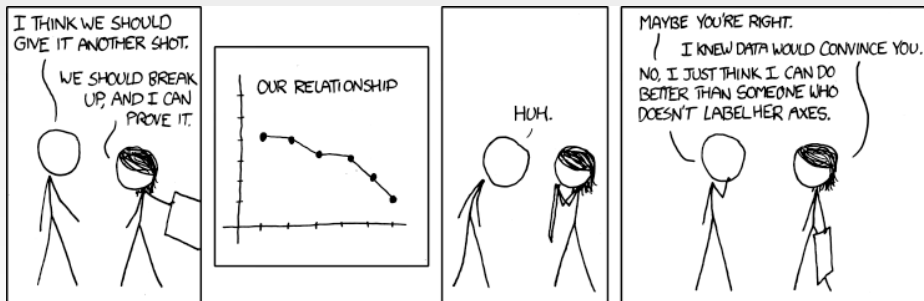 I THINK WE SHOULD
GIVE IT ANOTHER SHOT.
WE SHOULD BREAK
UP, AND I CAN
PROVE IT.
OUR RELATIONSHIP
HUH.
MAYBE YOU'RE RIGHT.
I KNEW DATA WOULD CONVINCE YOU.
NO, I JUST THINK I CAN DO
BETTER THAN SOMEONE WHO
DOESN'T LABEL HER AXES.